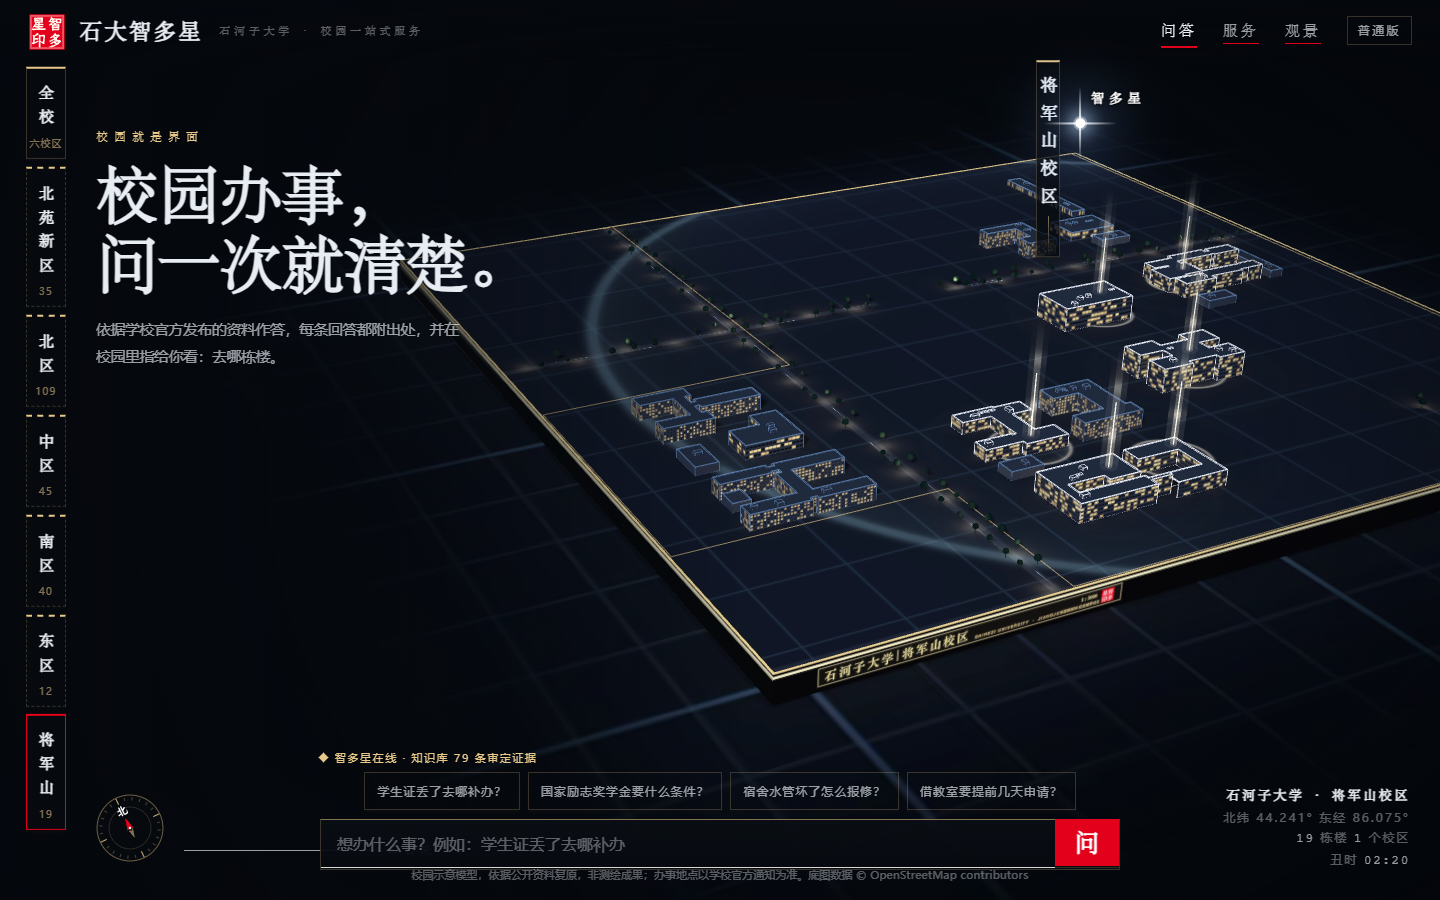 智多星印
石大智多星
石河子大学 · 校园一站式服务
问答
服务
观景
普通版
全校
六校区
北苑新区
35
北区
109
中区
45
南区
40
东区
12
将军山
19
校园就是界面
校园办事，
问一次就清楚。
依据学校官方发布的资料作答，每条回答都附出处，并在
校园里指给你看：去哪栋楼。
将军山校区
智多星
石河子大学|将军山校区
北
◆ 智多星在线 · 知识库 79 条审定证据
学生证丢了去哪补办？
国家励志奖学金要什么条件？
宿舍水管坏了怎么报修？
借教室要提前几天申请？
想办什么事？例如：学生证丢了去哪补办
问
校园示意模型，依据公开资料复原，非测绘成果；办事地点以学校官方通知为准。底图数据 © OpenStreetMap contributors
石河子大学 · 将军山校区
北纬 44.241° 东经 86.075°
19 栋楼 1 个校区
丑时 02:20